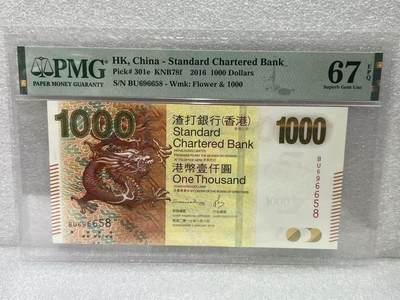 PMG
PAPER MONEY GUARANTY
HK, China - Standard Chartered Bank
Pick# 301e KNB78f 2016 1000 Dollars
S/N BU696658 - Wmk: Flower & 1000
67
EPQ
Superb Gem Unc
1000
渣打銀行(香港)
Standard
Chartered Bank
港幣壹仟圓
One Thousand
1000
BU696658
BU696658